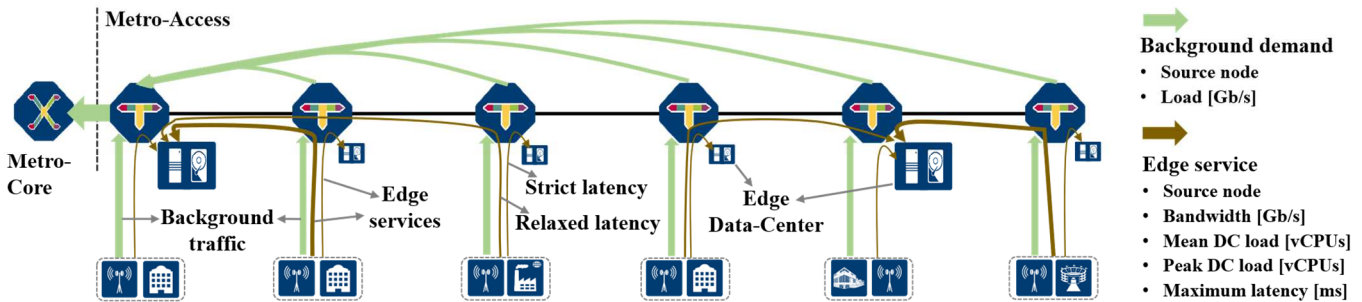 Metro-Access
Metro-
Core
Background
traffic
Edge
services
Strict latency
Relaxed latency
Edge
Data-Center
Background demand
• Source node
• Load [Gb/s]
Edge service
• Source node
• Bandwidth [Gb/s]
• Mean DC load [vCPUs]
• Peak DC load [vCPUs]
• Maximum latency [ms]